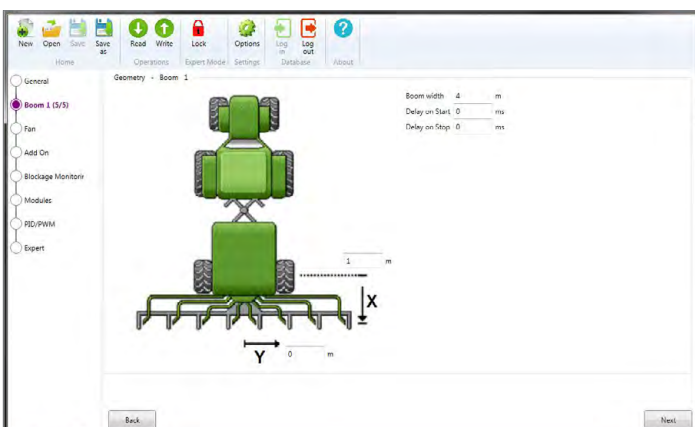 New Open Save Save as Read Write Lock Options Log in Log out
Home Operations Expert Mode Settings Database About
General
Boom 1 (5/5)
Fan
Add On
Blockage Monitorin
Modules
PID/PWM
Expert
Geometry - Boom 1
Boom width 4 m
Delay on Start 0 ms
Delay on Stop 0 ms
1 m
X
Y 0 m
Back Next